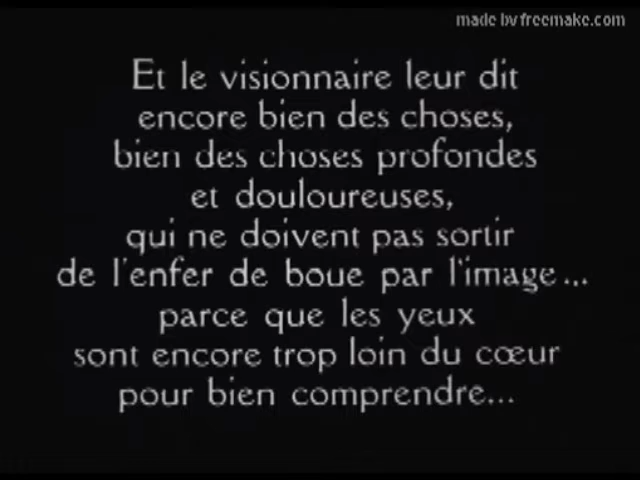 made by freemake.com
Et le visionnaire leur dit
encore bien des choses,
bien des choses profondes
et douloureuses,
qui ne doivent pas sortir
de l'enfer de boue par l'image...
parce que les yeux
sont encore trop loin du cœur
pour bien comprendre...